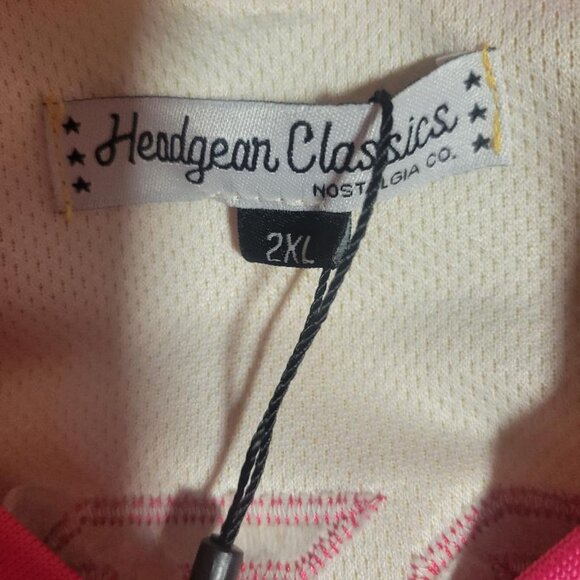 Headgear Classics
NOSTALGIA CO.
2XL